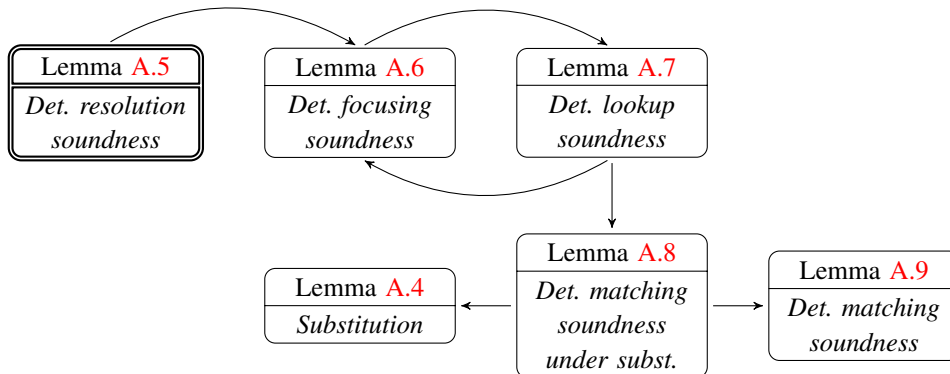 Lemma A.5
Det. resolution
soundness
Lemma A.6
Det. focusing
soundness
Lemma A.7
Det. lookup
soundness
Lemma A.4
Substitution
Lemma A.8
Det. matching
soundness
under subst.
Lemma A.9
Det. matching
soundness